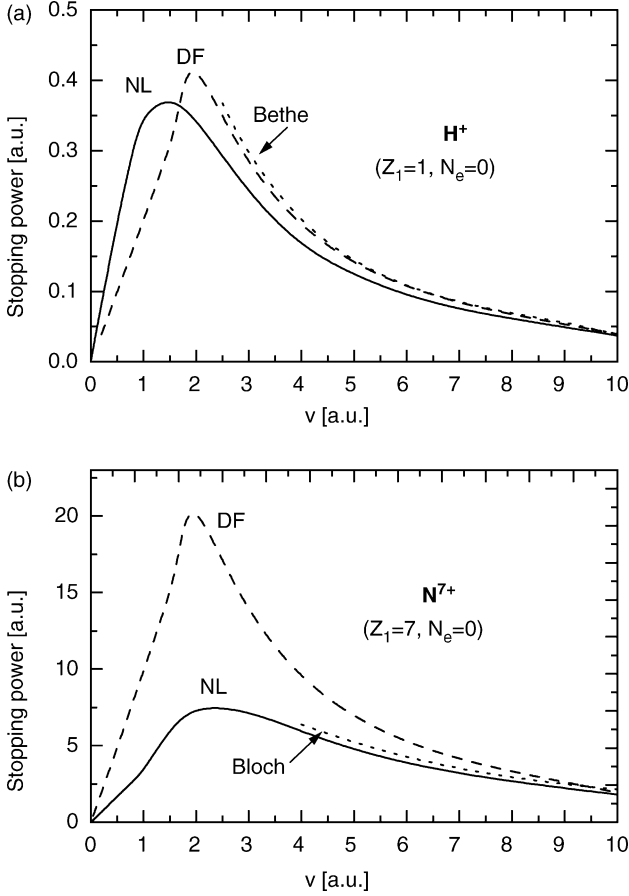 (a)
0.5
0.4
0.3
0.2
0.1
0.0
Stopping power [a.u.]
NL
DF
Bethe
H+
(Z1=1, Ne=0)
0 1 2 3 4 5 6 7 8 9 10
v [a.u.]
(b)
20
15
10
5
0
Stopping power [a.u.]
DF
NL
Bloch
N7+
(Z1=7, Ne=0)
0 1 2 3 4 5 6 7 8 9 10
v [a.u.]